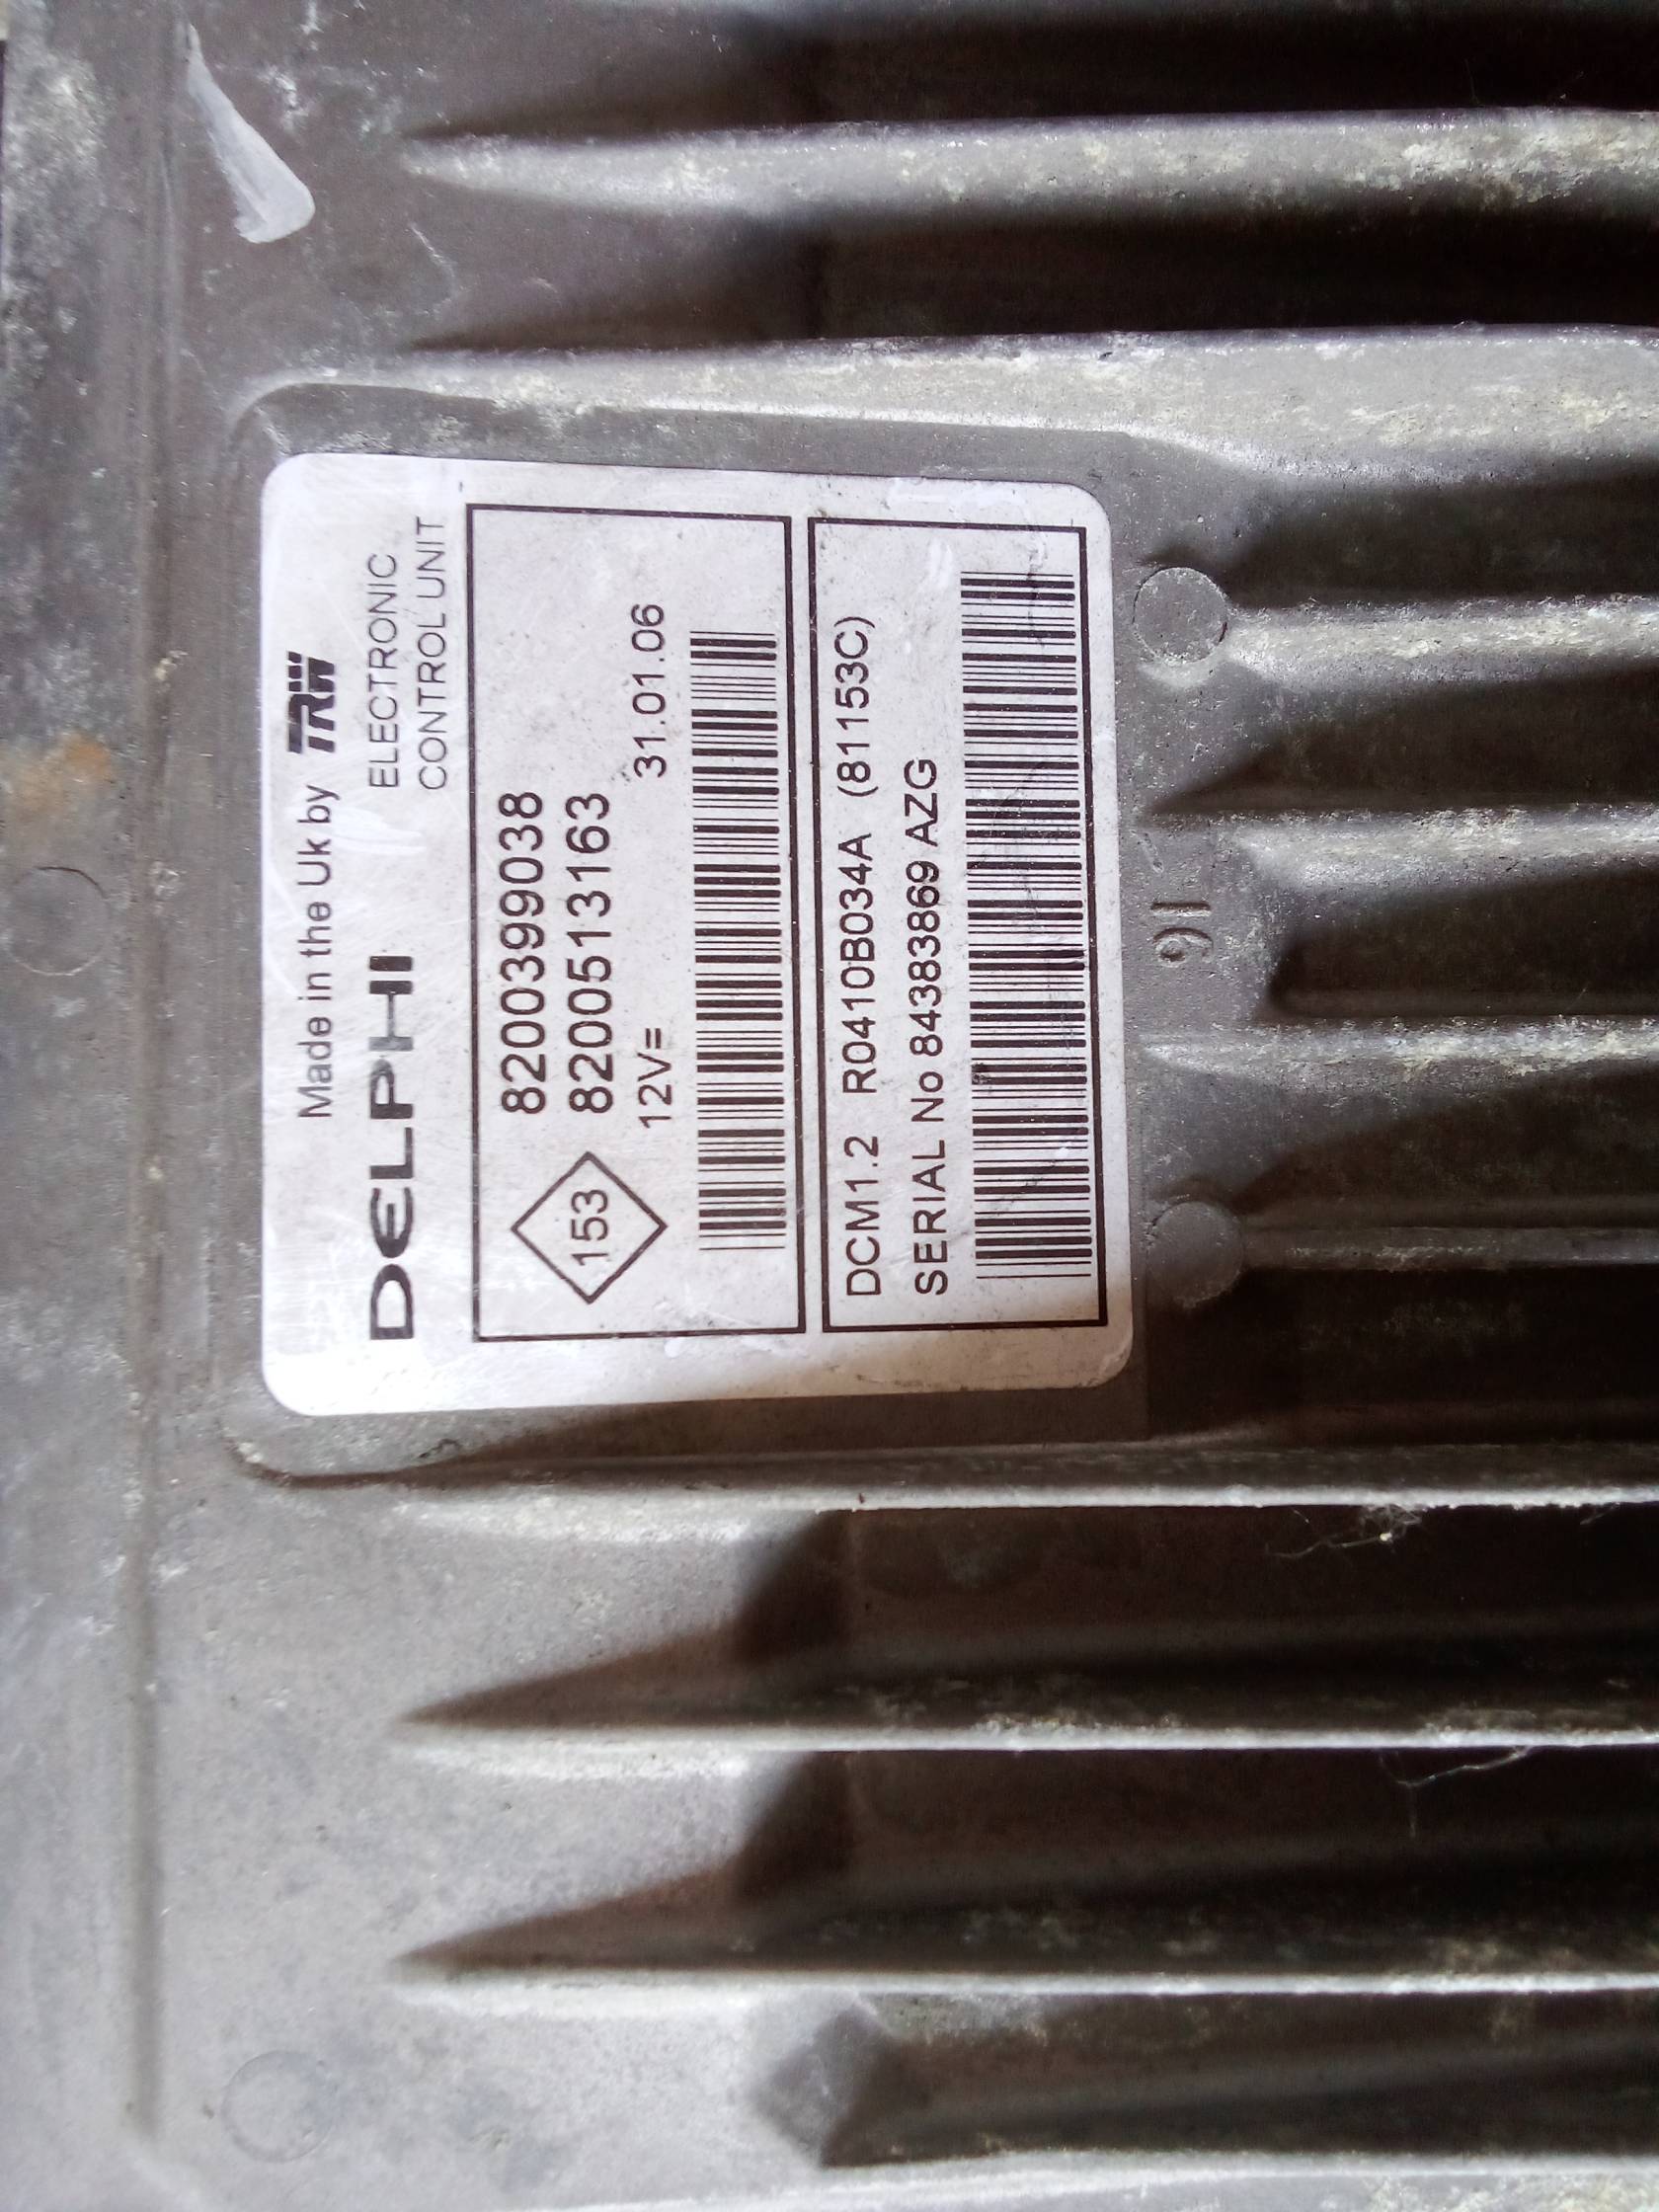 Made in the Uk by TRW
DELPHI
ELECTRONIC
CONTROL UNIT
8200399038
153
8200513163
12V= 31.01.06
DCM1.2 R0410B034A (81153C)
SERIAL No 84383869 AZG
16